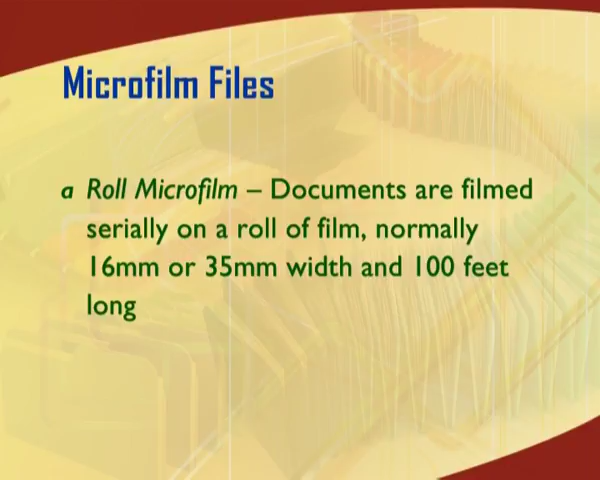 Microfilm Files
a Roll Microfilm – Documents are filmed
serially on a roll of film, normally
16mm or 35mm width and 100 feet
long